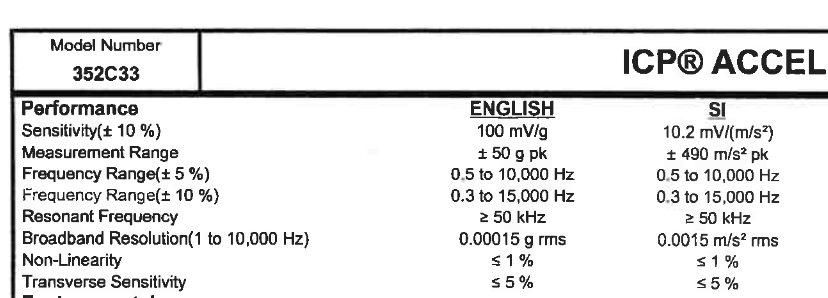 Model Number
352C33
ICP® ACCEL
Performance ENGLISH SI
Sensitivity(± 10 %) 100 mV/g 10.2 mV/(m/s²)
Measurement Range ± 50 g pk ± 490 m/s² pk
Frequency Range(± 5 %) 0.5 to 10,000 Hz 0.5 to 10,000 Hz
Frequency Range(± 10 %) 0.3 to 15,000 Hz 0.3 to 15,000 Hz
Resonant Frequency ≥ 50 kHz ≥ 50 kHz
Broadband Resolution(1 to 10,000 Hz) 0.00015 g rms 0.0015 m/s² rms
Non-Linearity ≤ 1 % ≤ 1 %
Transverse Sensitivity ≤ 5 % ≤ 5 %